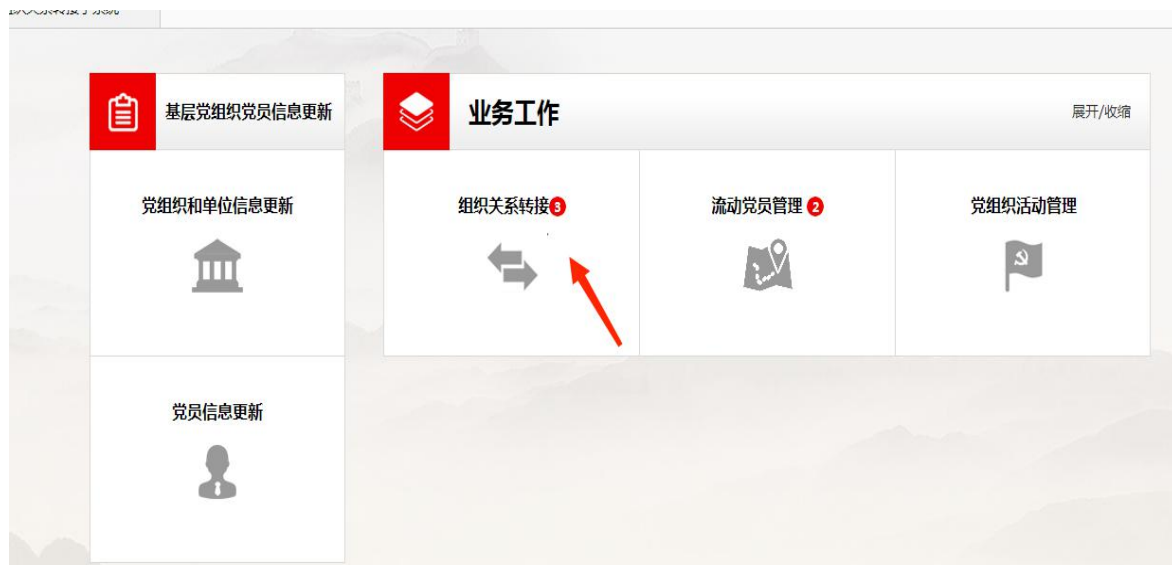 基层党组织党员信息更新
党组织和单位信息更新
党员信息更新
业务工作
展开/收缩
组织关系转接3
流动党员管理 2
党组织活动管理